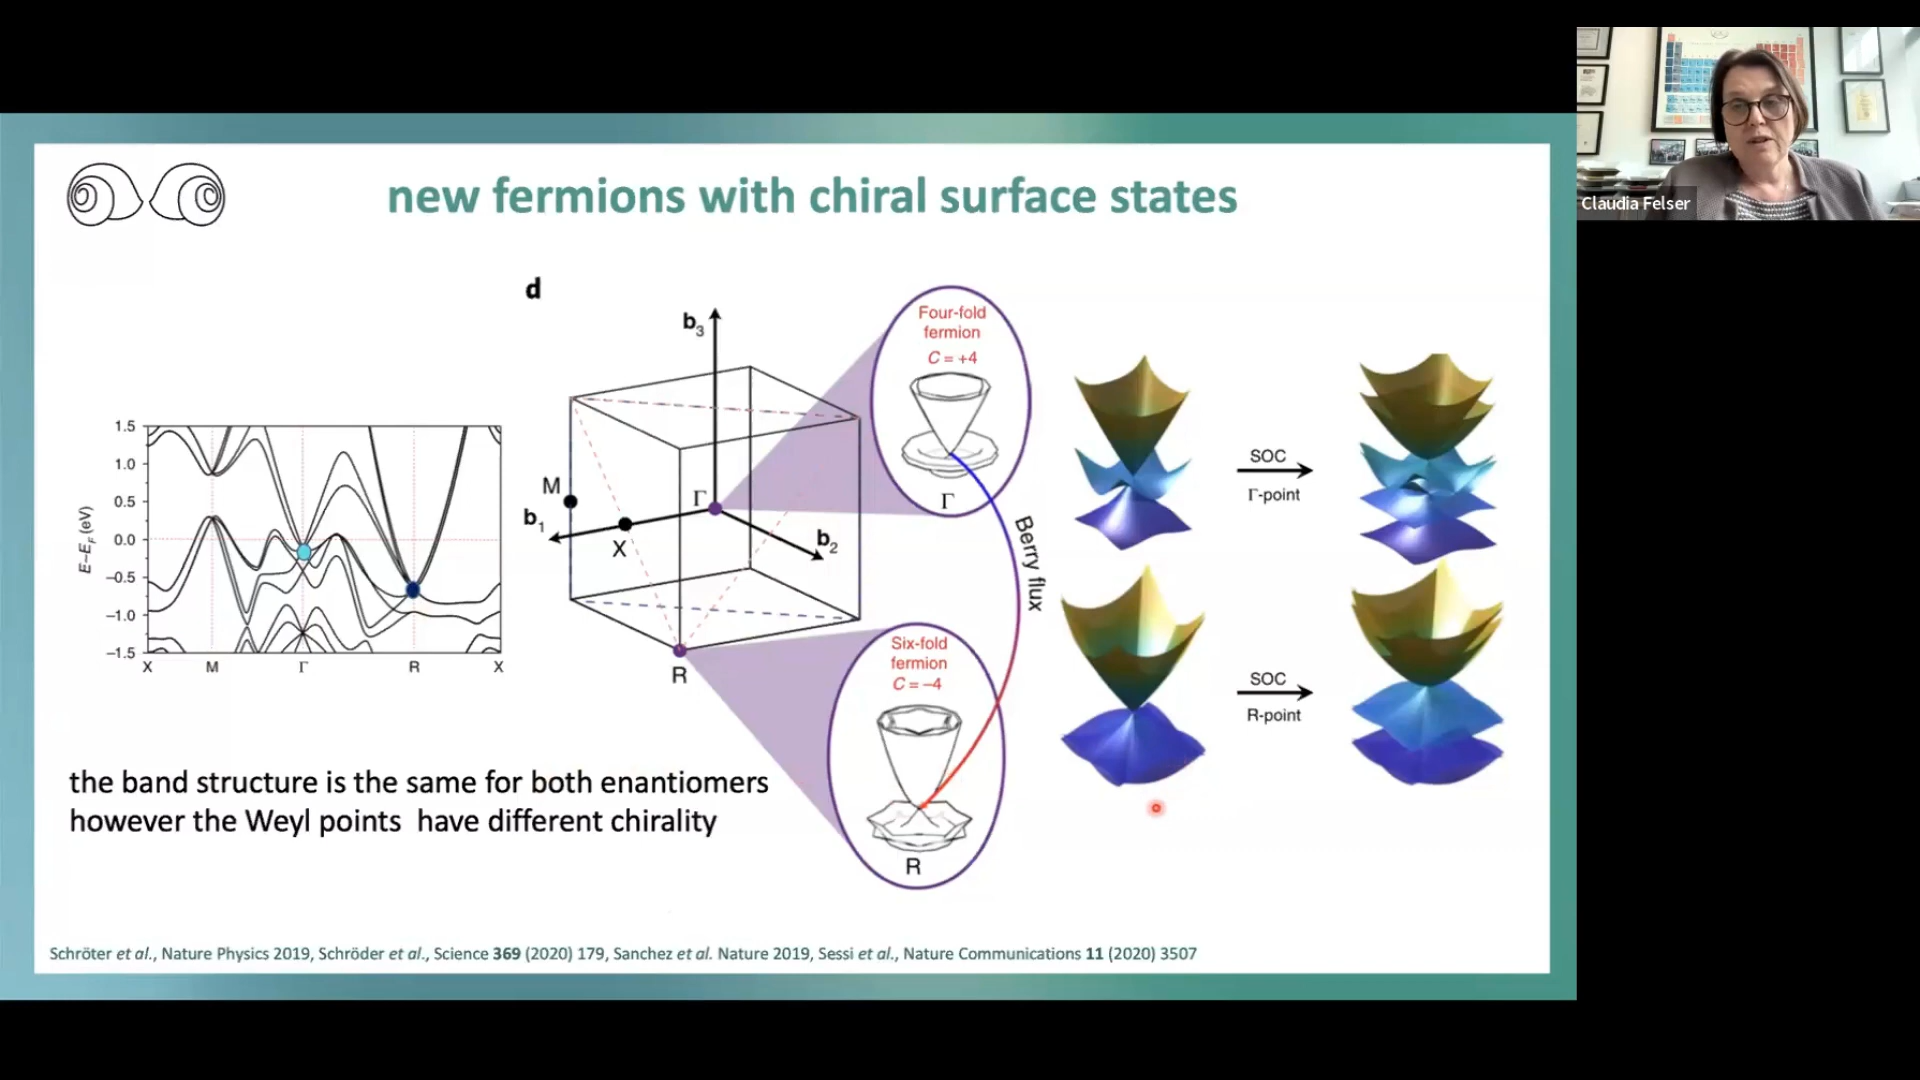 Claudia Felser
new fermions with chiral surface states
d
b3
Four-fold
fermion
C = +4
Γ
M
b1
X
Γ
b2
R
Berry flux
Six-fold
fermion
C = –4
R
E–EF (eV)
1.5
1.0
0.5
0.0
–0.5
–1.0
–1.5
X M Γ R X
SOC
Γ-point
SOC
R-point
the band structure is the same for both enantiomers
however the Weyl points have different chirality
Schröter et al., Nature Physics 2019, Schröder et al., Science 369 (2020) 179, Sanchez et al. Nature 2019, Sessi et al., Nature Communications 11 (2020) 3507